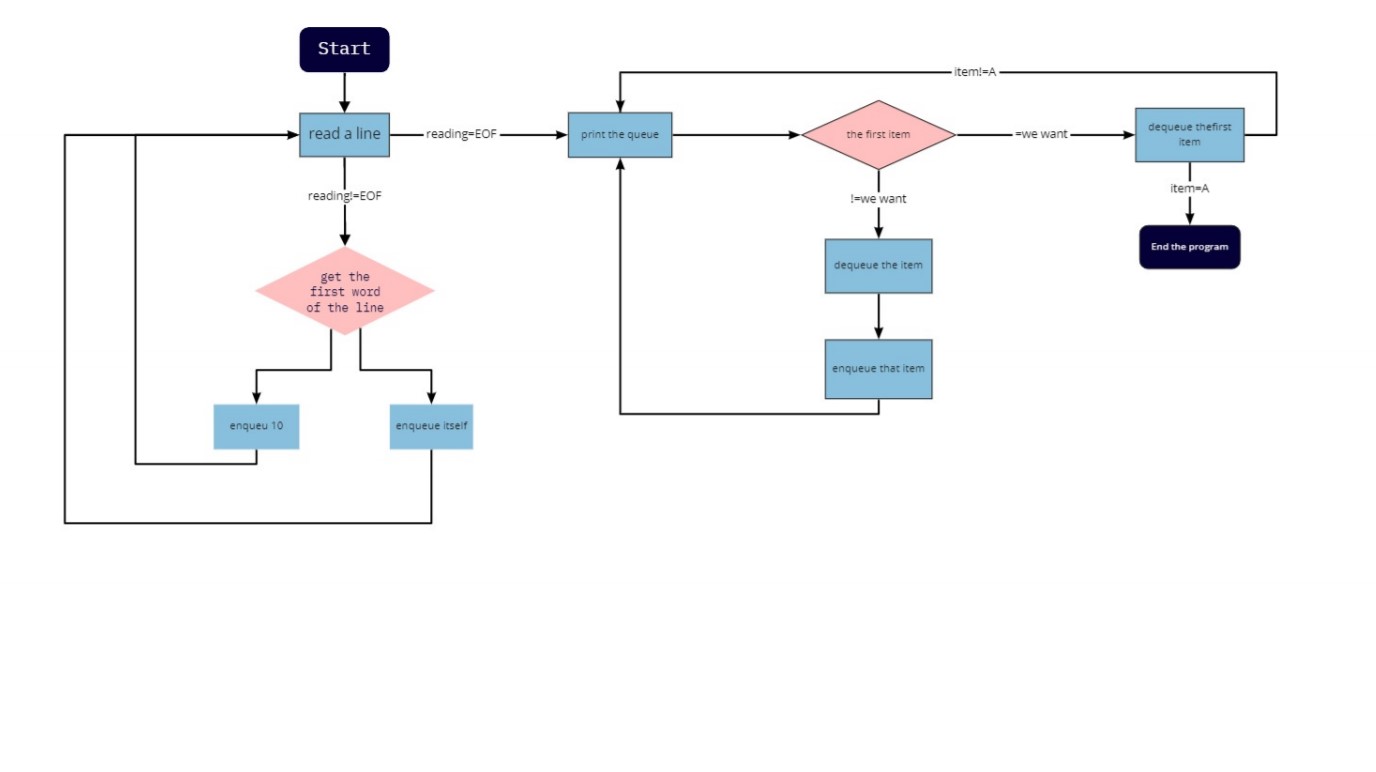 Start
item!=A
read a line
reading=EOF
print the queue
the first item
=we want
dequeue thefirst
item
reading!=EOF
!=we want
item=A
End the program
get the
first word
of the line
dequeue the item
enqueue that item
enqueu 10
enqueue itself